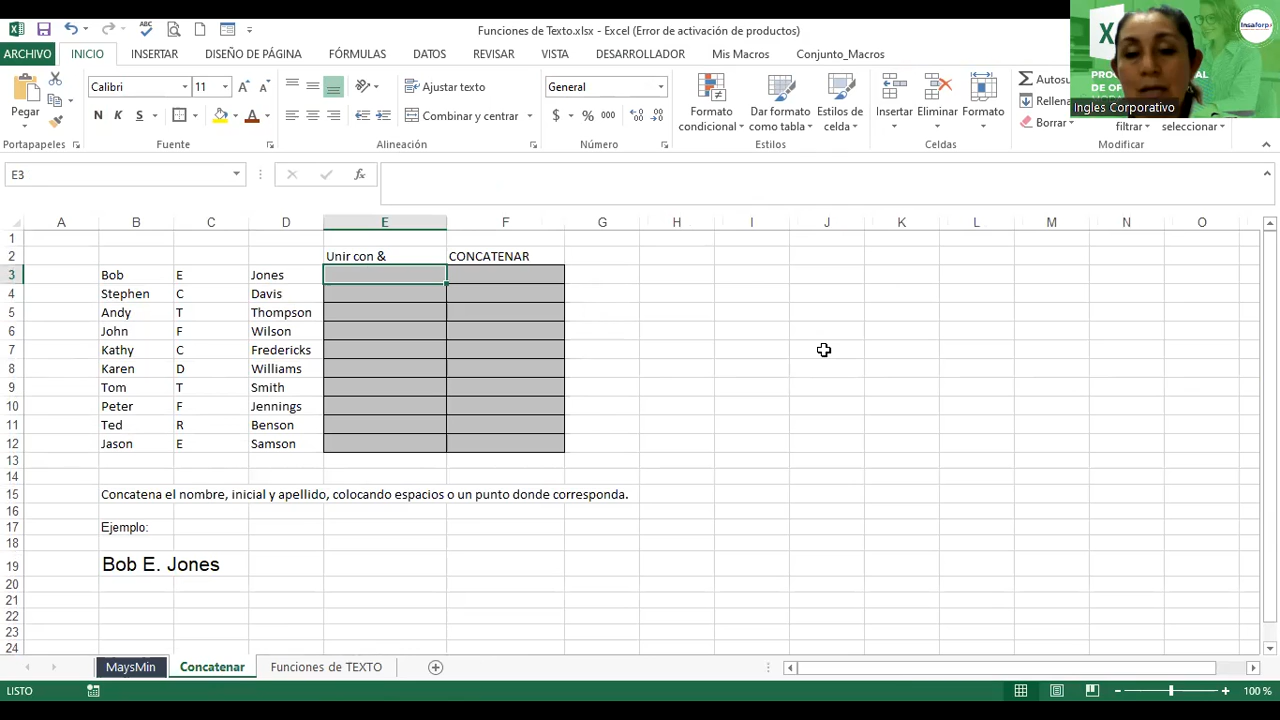 Funciones de Texto.xlsx - Excel (Error de activación de productos)
Insaforp
ARCHIVO INICIO INSERTAR DISEÑO DE PÁGINA FÓRMULAS DATOS REVISAR VISTA DESARROLLADOR Mis Macros Conjunto_Macros
Calibri 11 Ajustar texto General
Pegar N K S Combinar y centrar $ % 000
Formato condicional Dar formato como tabla Estilos de celda Insertar Eliminar Formato
Borrar filtrar seleccionar
Ingles Corporativo
Portapapeles Fuente Alineación Número Estilos Celdas Modificar
E3
A B C D E F G H I J K L M N O
1
2 Unir con & CONCATENAR
3 Bob E Jones
4 Stephen C Davis
5 Andy T Thompson
6 John F Wilson
7 Kathy C Fredericks
8 Karen D Williams
9 Tom T Smith
10 Peter F Jennings
11 Ted R Benson
12 Jason E Samson
13
14
15 Concatena el nombre, inicial y apellido, colocando espacios o un punto donde corresponda.
16
17 Ejemplo:
18
19 Bob E. Jones
20
21
22
23
24
MaysMin Concatenar Funciones de TEXTO
LISTO 100 %